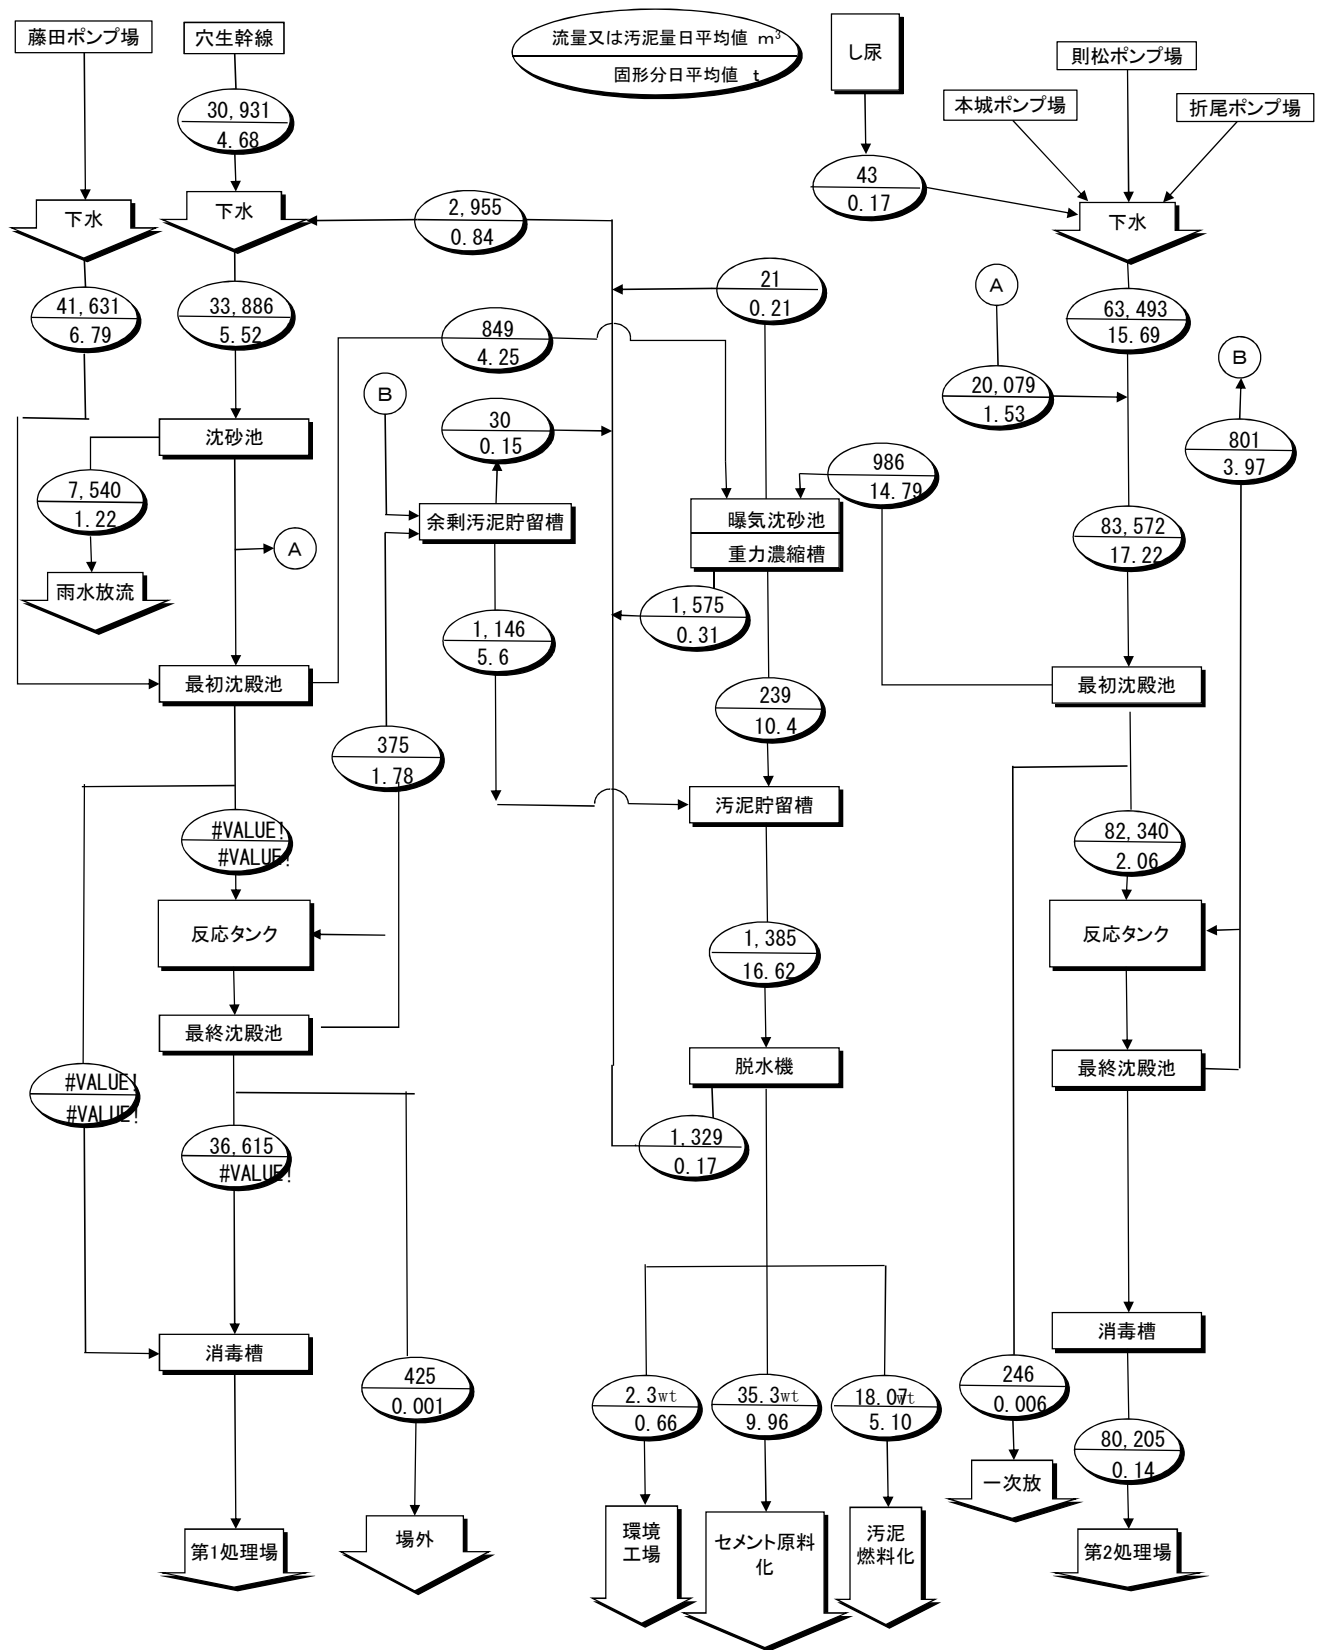 藤田ポンプ場
穴生幹線
流量又は汚泥量日平均値 m³
固形分日平均値 t
し尿
則松ポンプ場
本城ポンプ場
折尾ポンプ場
30,931
4.68
43
0.17
下水
下水
2,955
0.84
下水
21
0.21
A
41,631
6.79
33,886
5.52
849
4.25
63,493
15.69
B
B
20,079
1.53
30
0.15
沈砂池
986
14.79
801
3.97
7,540
1.22
余剰汚泥貯留槽
曝気沈砂池
重力濃縮槽
83,572
17.22
A
雨水放流
1,575
0.31
1,146
5.6
最初沈殿池
最初沈殿池
239
10.4
375
1.78
汚泥貯留槽
#VALUE!
#VALUE!
82,340
2.06
反応タンク
反応タンク
1,385
16.62
最終沈殿池
脱水機
最終沈殿池
#VALUE!
#VALUE!
36,615
#VALUE!
1,329
0.17
消毒槽
消毒槽
425
0.001
2.3wt
0.66
35.3wt
9.96
18.07wt
5.10
246
0.006
80,205
0.14
一次放
環境
工場
セメント原料
化
汚泥
燃料化
第1処理場
場外
第2処理場